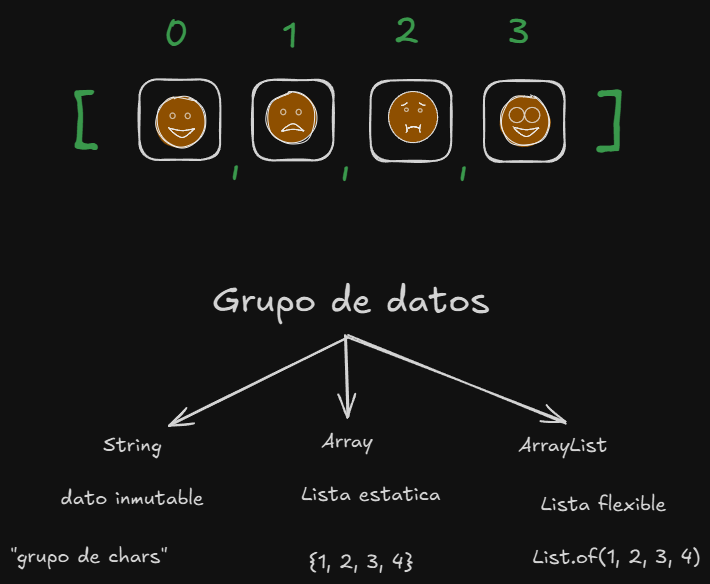 0 1 2 3
[ , , , ]
Grupo de datos
String Array ArrayList
dato inmutable Lista estatica Lista flexible
"grupo de chars" {1, 2, 3, 4} List.of(1, 2, 3, 4)